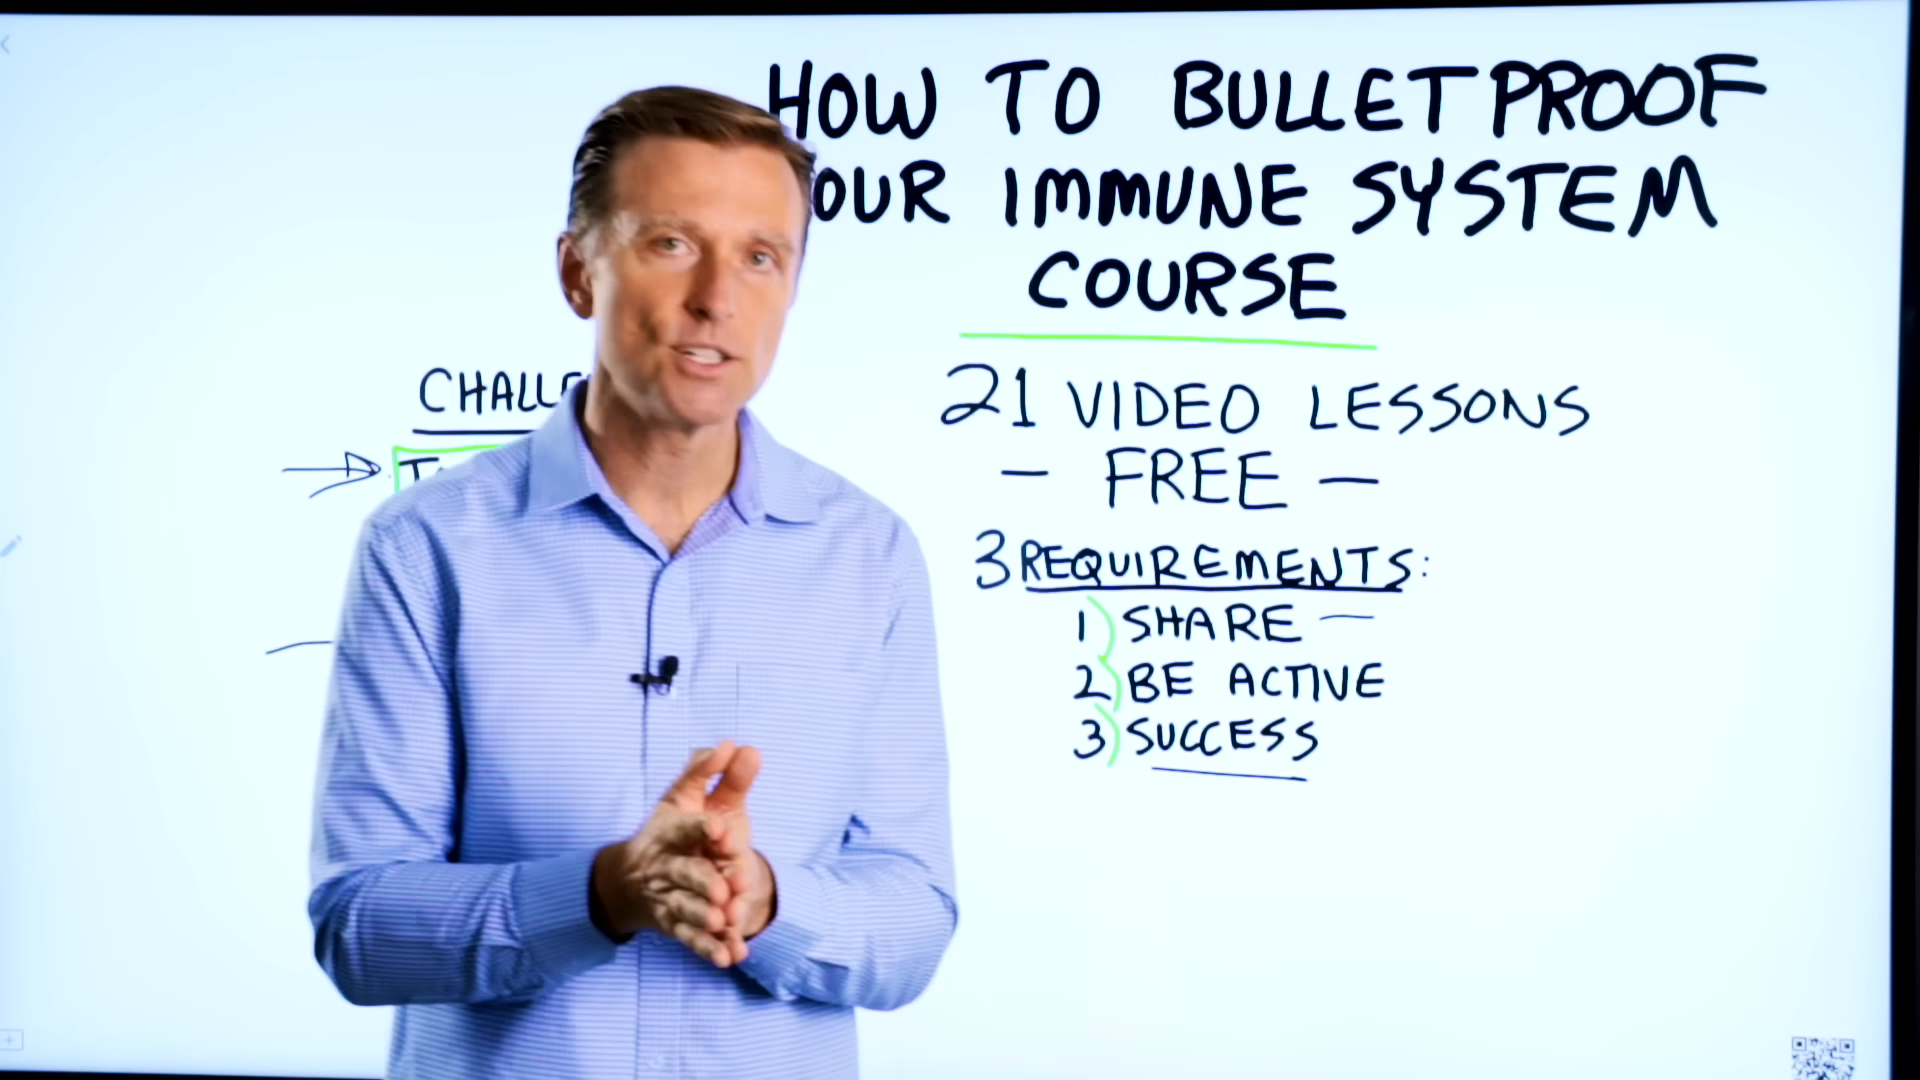 HOW TO BULLETPROOF
OUR IMMUNE SYSTEM
COURSE
CHALLE
21 VIDEO LESSONS
- FREE -
3 REQUIREMENTS:
1) SHARE -
2) BE ACTIVE
3) SUCCESS